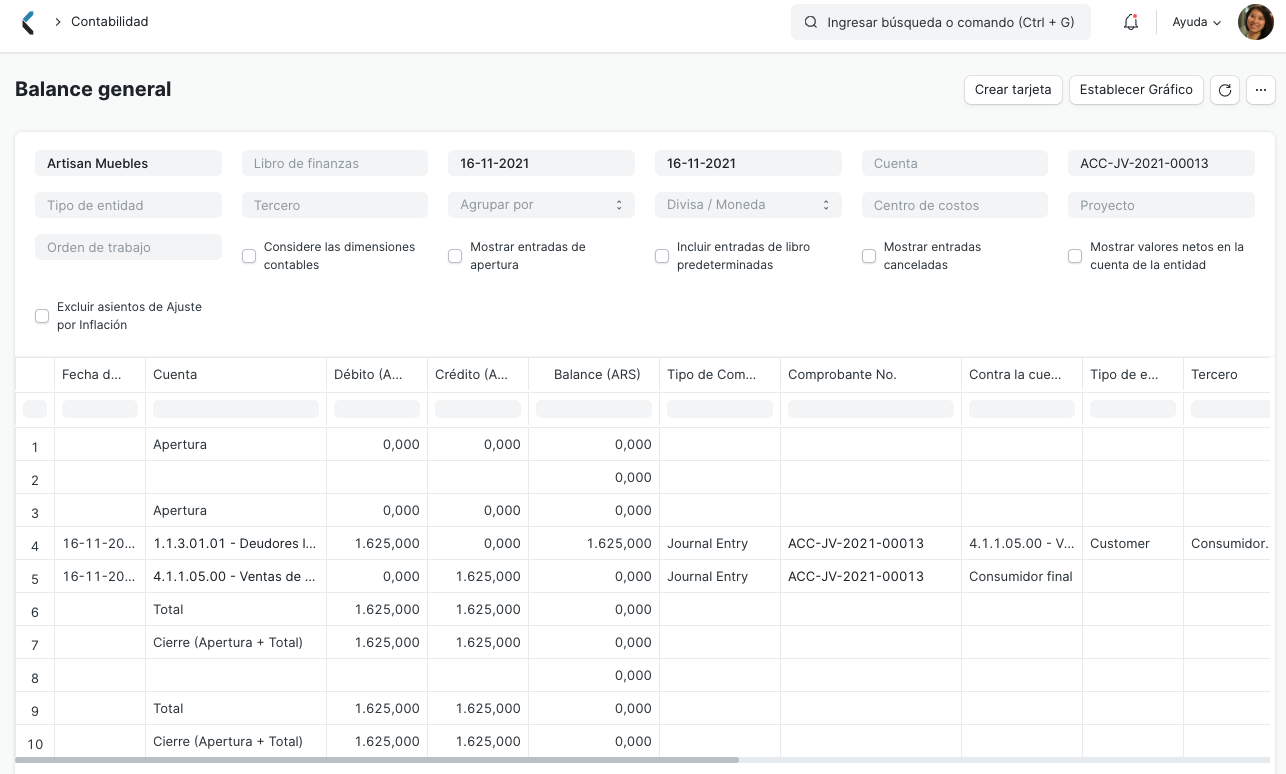 Contabilidad
Ingresar búsqueda o comando (Ctrl + G)
Ayuda
Balance general
Crear tarjeta
Establecer Gráfico
Artisan Muebles
Libro de finanzas
16-11-2021
16-11-2021
Cuenta
ACC-JV-2021-00013
Tipo de entidad
Tercero
Agrupar por
Divisa / Moneda
Centro de costos
Proyecto
Orden de trabajo
Considere las dimensiones
contables
Mostrar entradas de
apertura
Incluir entradas de libro
predeterminadas
Mostrar entradas
canceladas
Mostrar valores netos en la
cuenta de la entidad
Excluir asientos de Ajuste
por Inflación
Fecha d... Cuenta Débito (A... Crédito (A... Balance (ARS) Tipo de Com... Comprobante No. Contra la cue... Tipo de e... Tercero
1 Apertura 0,000 0,000 0,000
2 0,000
3 Apertura 0,000 0,000 0,000
4 16-11-20... 1.1.3.01.01 - Deudores l... 1.625,000 0,000 1.625,000 Journal Entry ACC-JV-2021-00013 4.1.1.05.00 - V... Customer Consumidor.
5 16-11-20... 4.1.1.05.00 - Ventas de ... 0,000 1.625,000 0,000 Journal Entry ACC-JV-2021-00013 Consumidor final
6 Total 1.625,000 1.625,000 0,000
7 Cierre (Apertura + Total) 1.625,000 1.625,000 0,000
8 0,000
9 Total 1.625,000 1.625,000 0,000
10 Cierre (Apertura + Total) 1.625,000 1.625,000 0,000